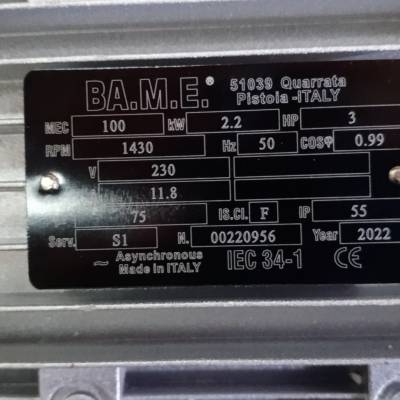 BA.M.E.® 51039 Quarrata
Pistoia -ITALY
MEC 100 kW 2.2 HP 3
RPM 1430 Hz 50 COSφ 0.99
V 230
11.8
75 IS.CL. F IP 55
Serv. S1 N. 00220956 Year 2022
~ Asynchronous
Made in ITALY
IEC 34-1 CE